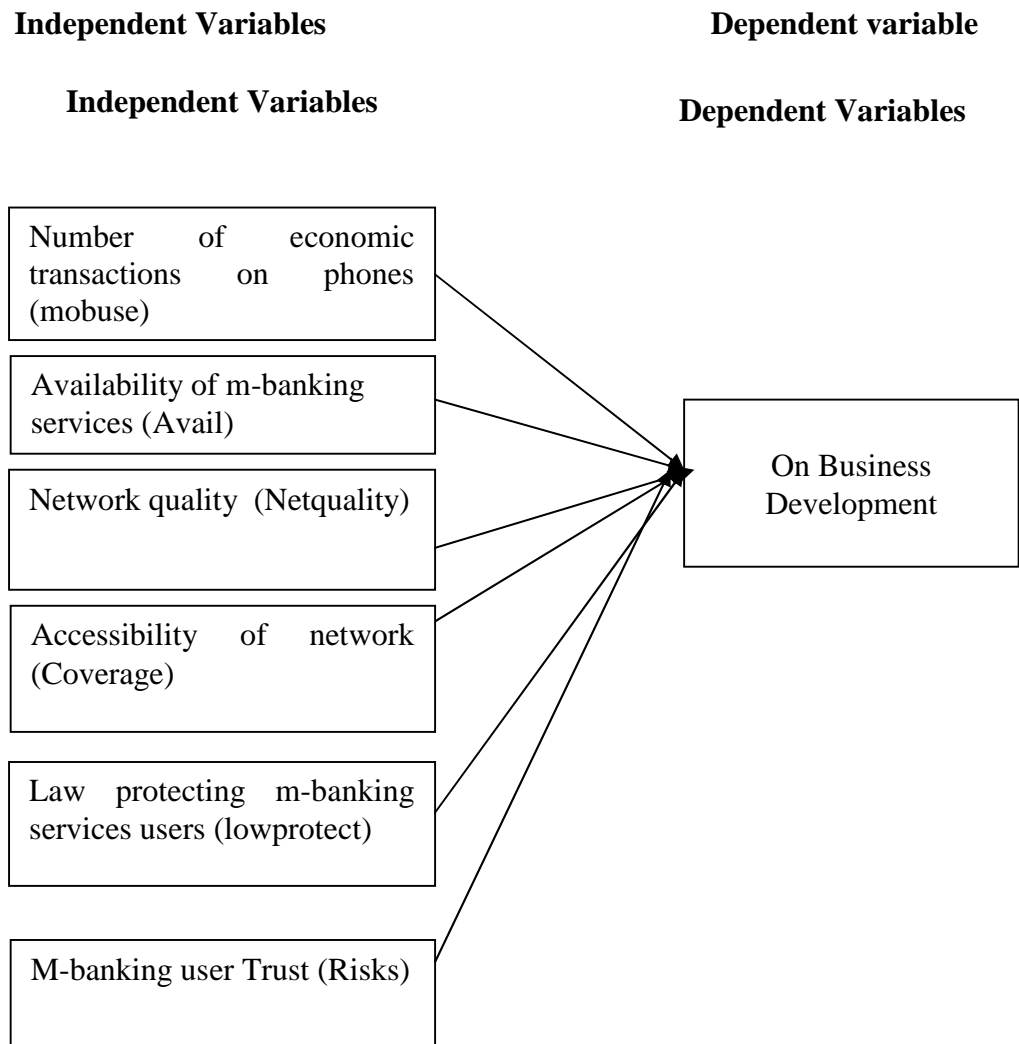 Independent Variables
Dependent variable
Independent Variables
Dependent Variables
Number of economic
transactions on phones
(mobuse)
Availability of m-banking
services (Avail)
Network quality (Netquality)
Accessibility of network
(Coverage)
Law protecting m-banking
services users (lowprotect)
M-banking user Trust (Risks)
On Business
Development